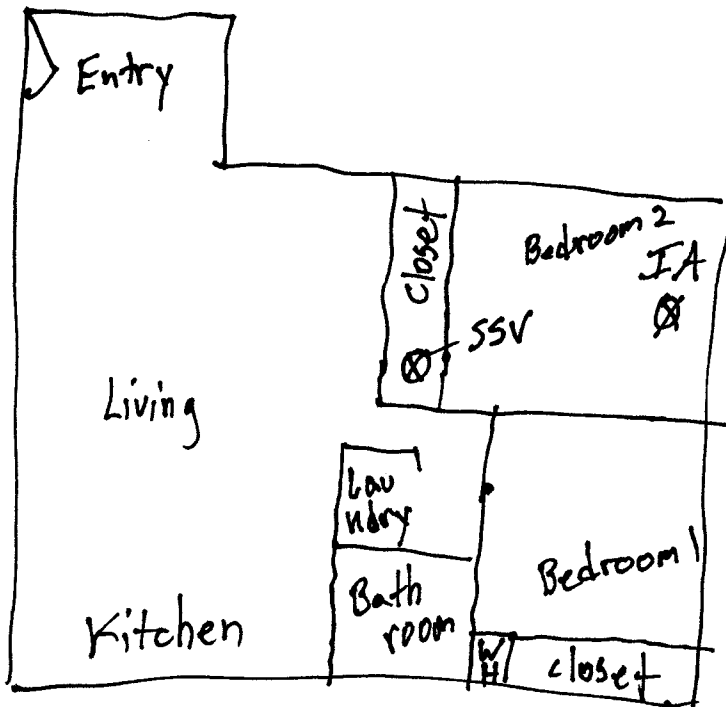 Entry
Closet
Bedroom 2
IA
SSV
Living
Lau
ndry
Bedroom 1
Bath
room
Kitchen
W
H
closet